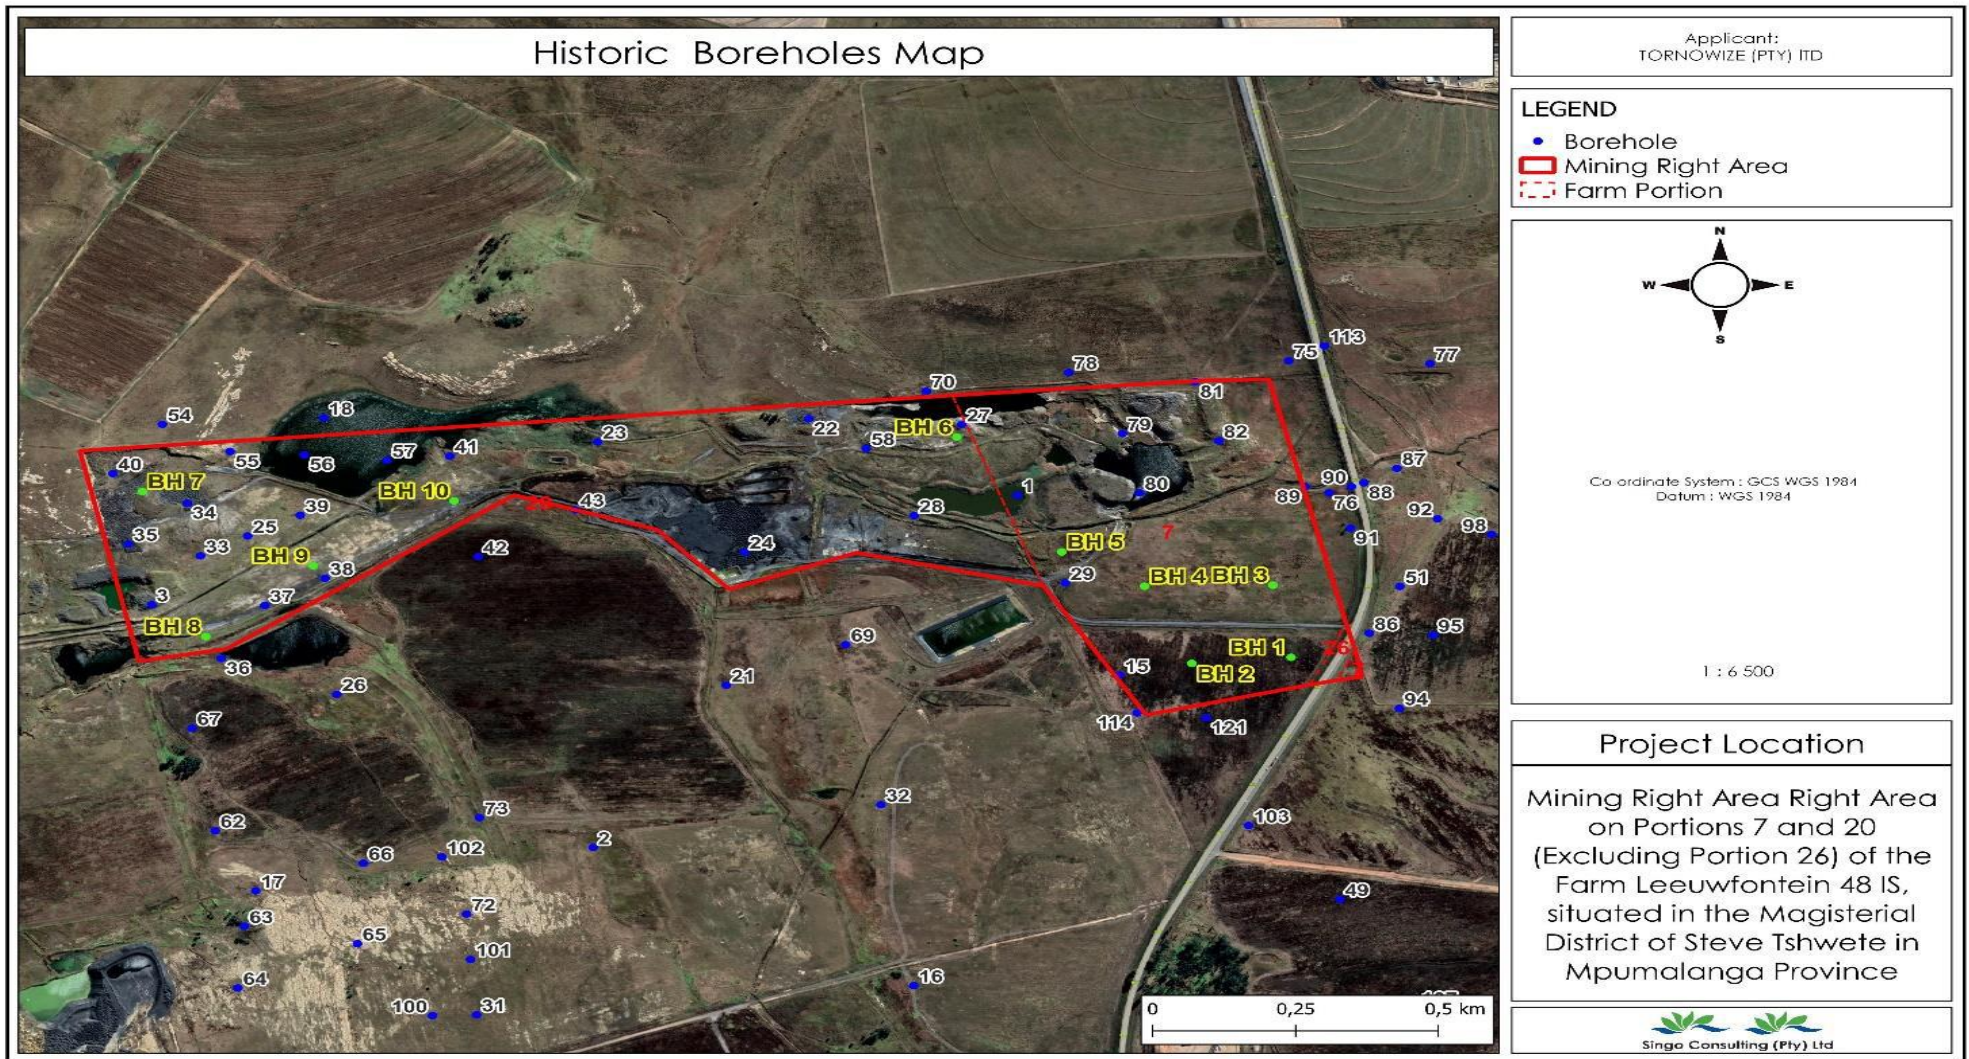 Historic Boreholes Map
113
75
77
78
81
70
54
18
22
27
BH 6
79
82
23
58
41
55
56
57
87
40
BH 7
BH 10
1
80
90
88
89
76
34
39
43
28
92
98
91
7
35
25
33
24
BH 5
42
BH 9
38
29
BH 4
BH 3
51
3
37
BH 8
86
95
69
26
BH 1
36
15
BH 2
21
26
94
114
121
67
32
73
103
62
2
102
66
17
49
72
63
65
101
16
64
100
31
0
0,25
0,5 km
Applicant:
TORNOWIZE (PTY) lTD
LEGEND
Borehole
Mining Right Area
Farm Portion
N
W
E
S
Co ordinate System : GCS WGS 1984
Datum : WGS 1984
1 : 6 500
Project Location
Mining Right Area Right Area
on Portions 7 and 20
(Excluding Portion 26) of the
Farm Leeuwfontein 48 IS,
situated in the Magisterial
District of Steve Tshwete in
Mpumalanga Province
Singo Consulting (Pty) Ltd